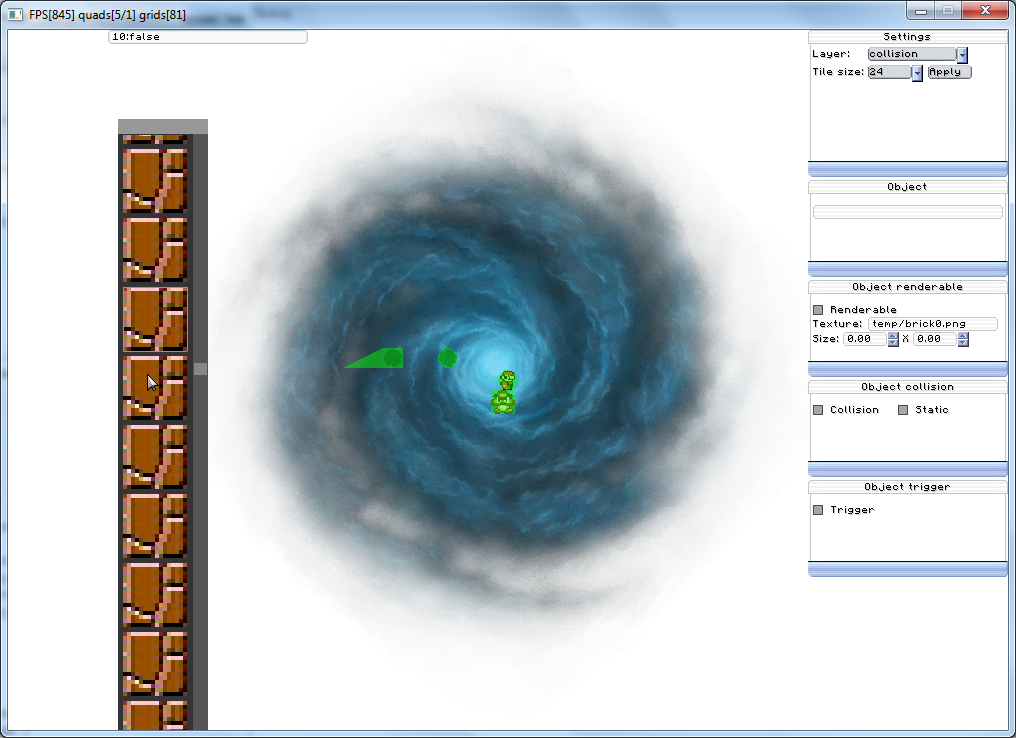 FPS[845] quads[5/1] grids[81]
10:false
Settings
Layer: collision
Tile size: 24 Apply
Object
Object renderable
Renderable
Texture: temp/brick0.png
Size: 0.00 X 0.00
Object collision
Collision Static
Object trigger
Trigger